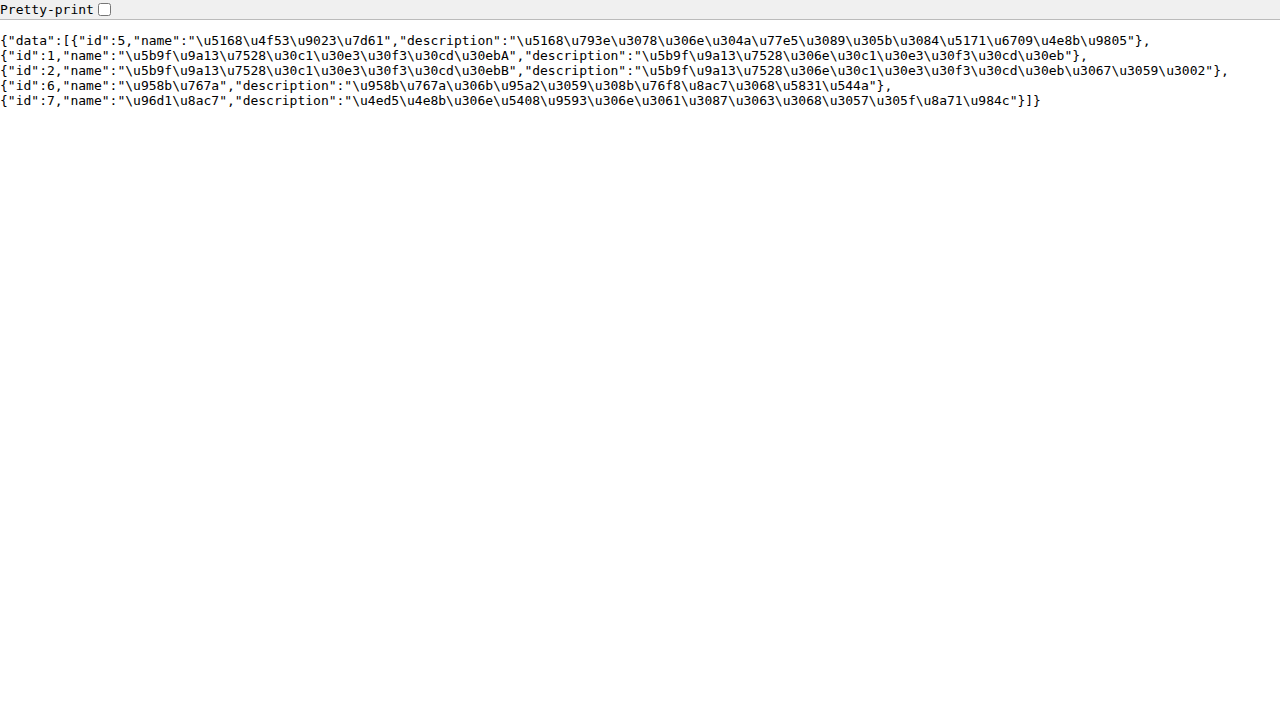 Pretty-print
{"data":[{"id":5,"name":"\u5168\u4f53\u9023\u7d61","description":"\u5168\u793e\u3078\u306e\u304a\u77e5\u3089\u305b\u3084\u5171\u6709\u4e8b\u9805"},
{"id":1,"name":"\u5b9f\u9a13\u7528\u30c1\u30e3\u30f3\u30cd\u30ebA","description":"\u5b9f\u9a13\u7528\u306e\u30c1\u30e3\u30f3\u30cd\u30eb"},
{"id":2,"name":"\u5b9f\u9a13\u7528\u30c1\u30e3\u30f3\u30cd\u30ebB","description":"\u5b9f\u9a13\u7528\u306e\u30c1\u30e3\u30f3\u30cd\u30eb\u3067\u3059\u3002"},
{"id":6,"name":"\u958b\u767a","description":"\u958b\u767a\u306b\u95a2\u3059\u308b\u76f8\u8ac7\u3068\u5831\u544a"},
{"id":7,"name":"\u96d1\u8ac7","description":"\u4ed5\u4e8b\u306e\u5408\u9593\u306e\u3061\u3087\u3063\u3068\u3057\u305f\u8a71\u984c"}]}